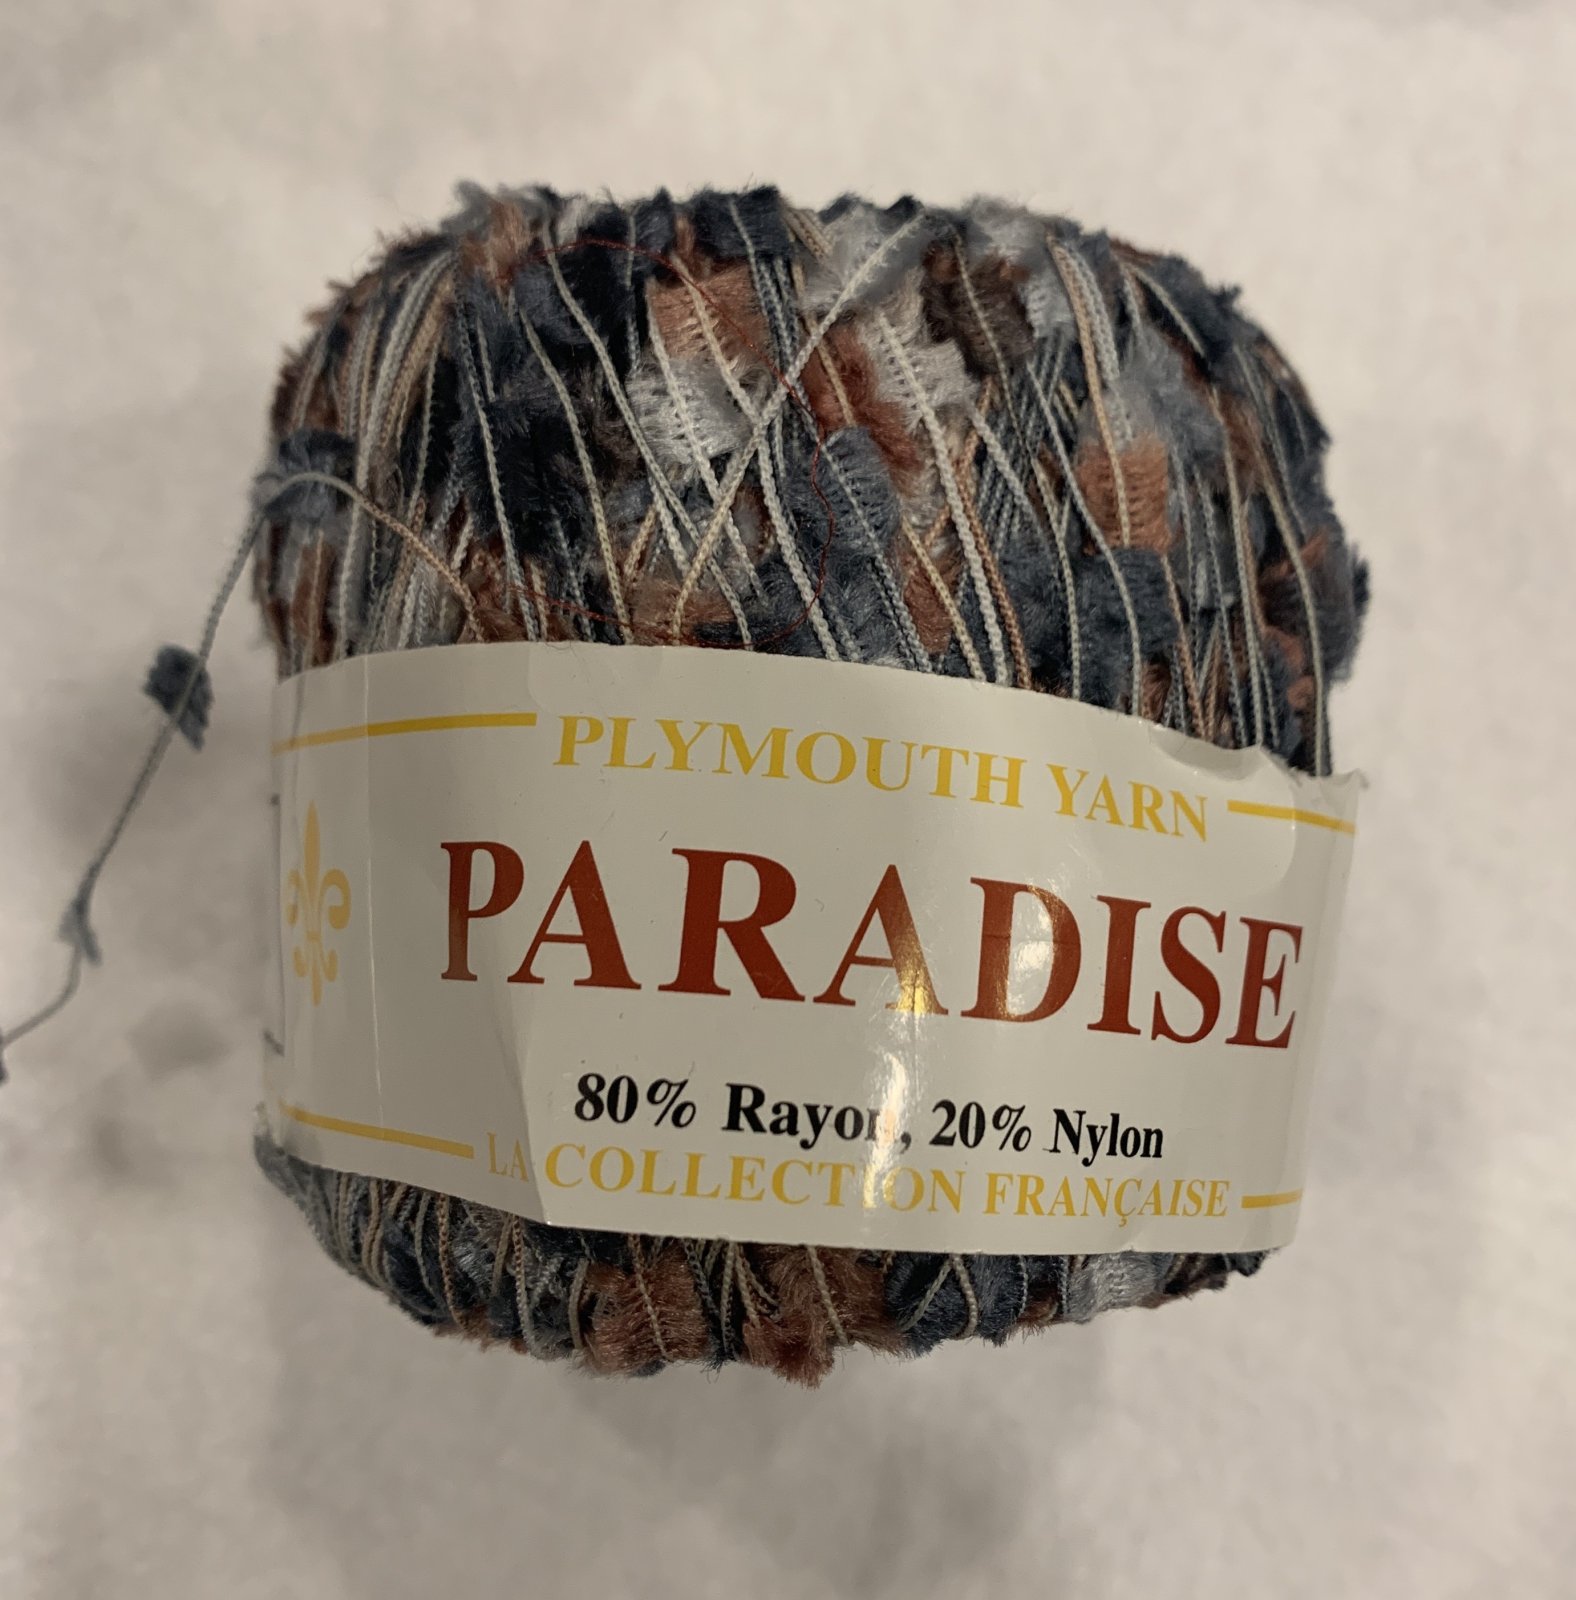 PLYMOUTH YARN
PARADISE
80% Rayon, 20% Nylon
LA COLLECTION FRANÇAISE